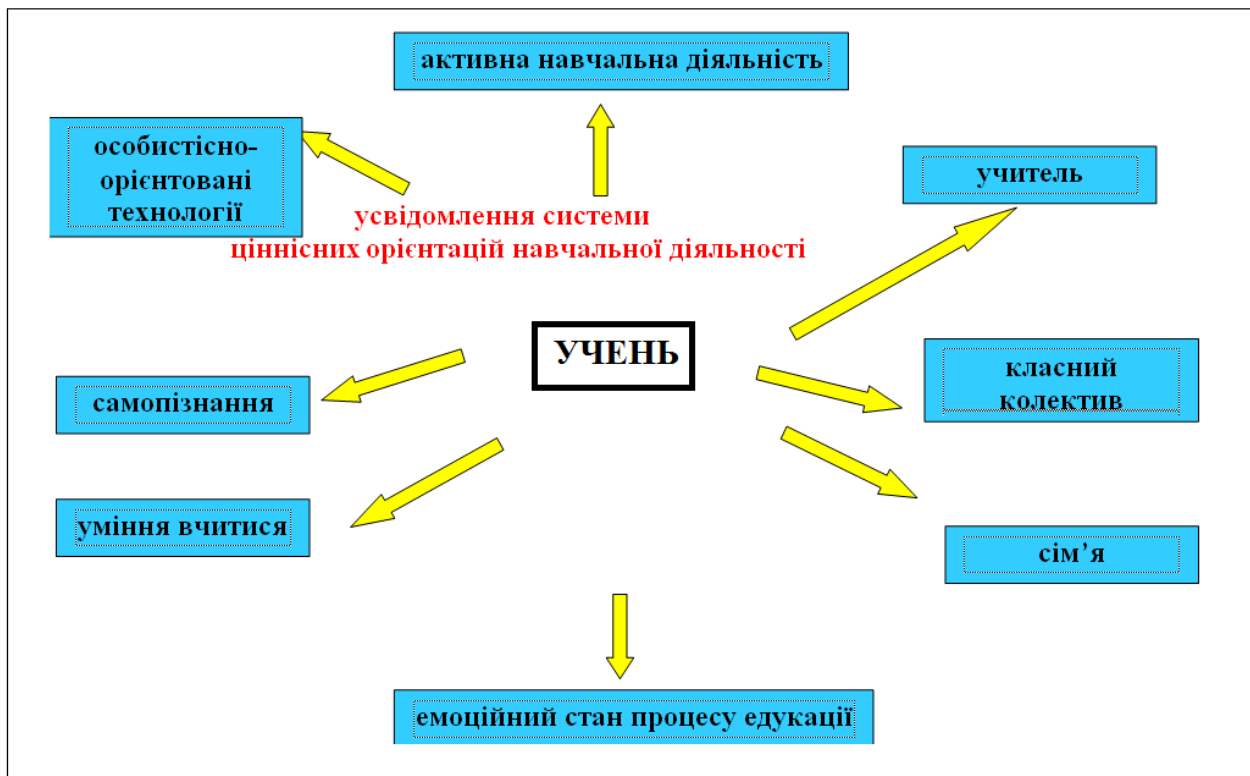 активна навчальна діяльність
особистісно-
орієнтовані
технології
учитель
усвідомлення системи
ціннісних орієнтацій навчальної діяльності
УЧЕНЬ
класний
колектив
самопізнання
уміння вчитися
сім’я
емоційний стан процесу едукації